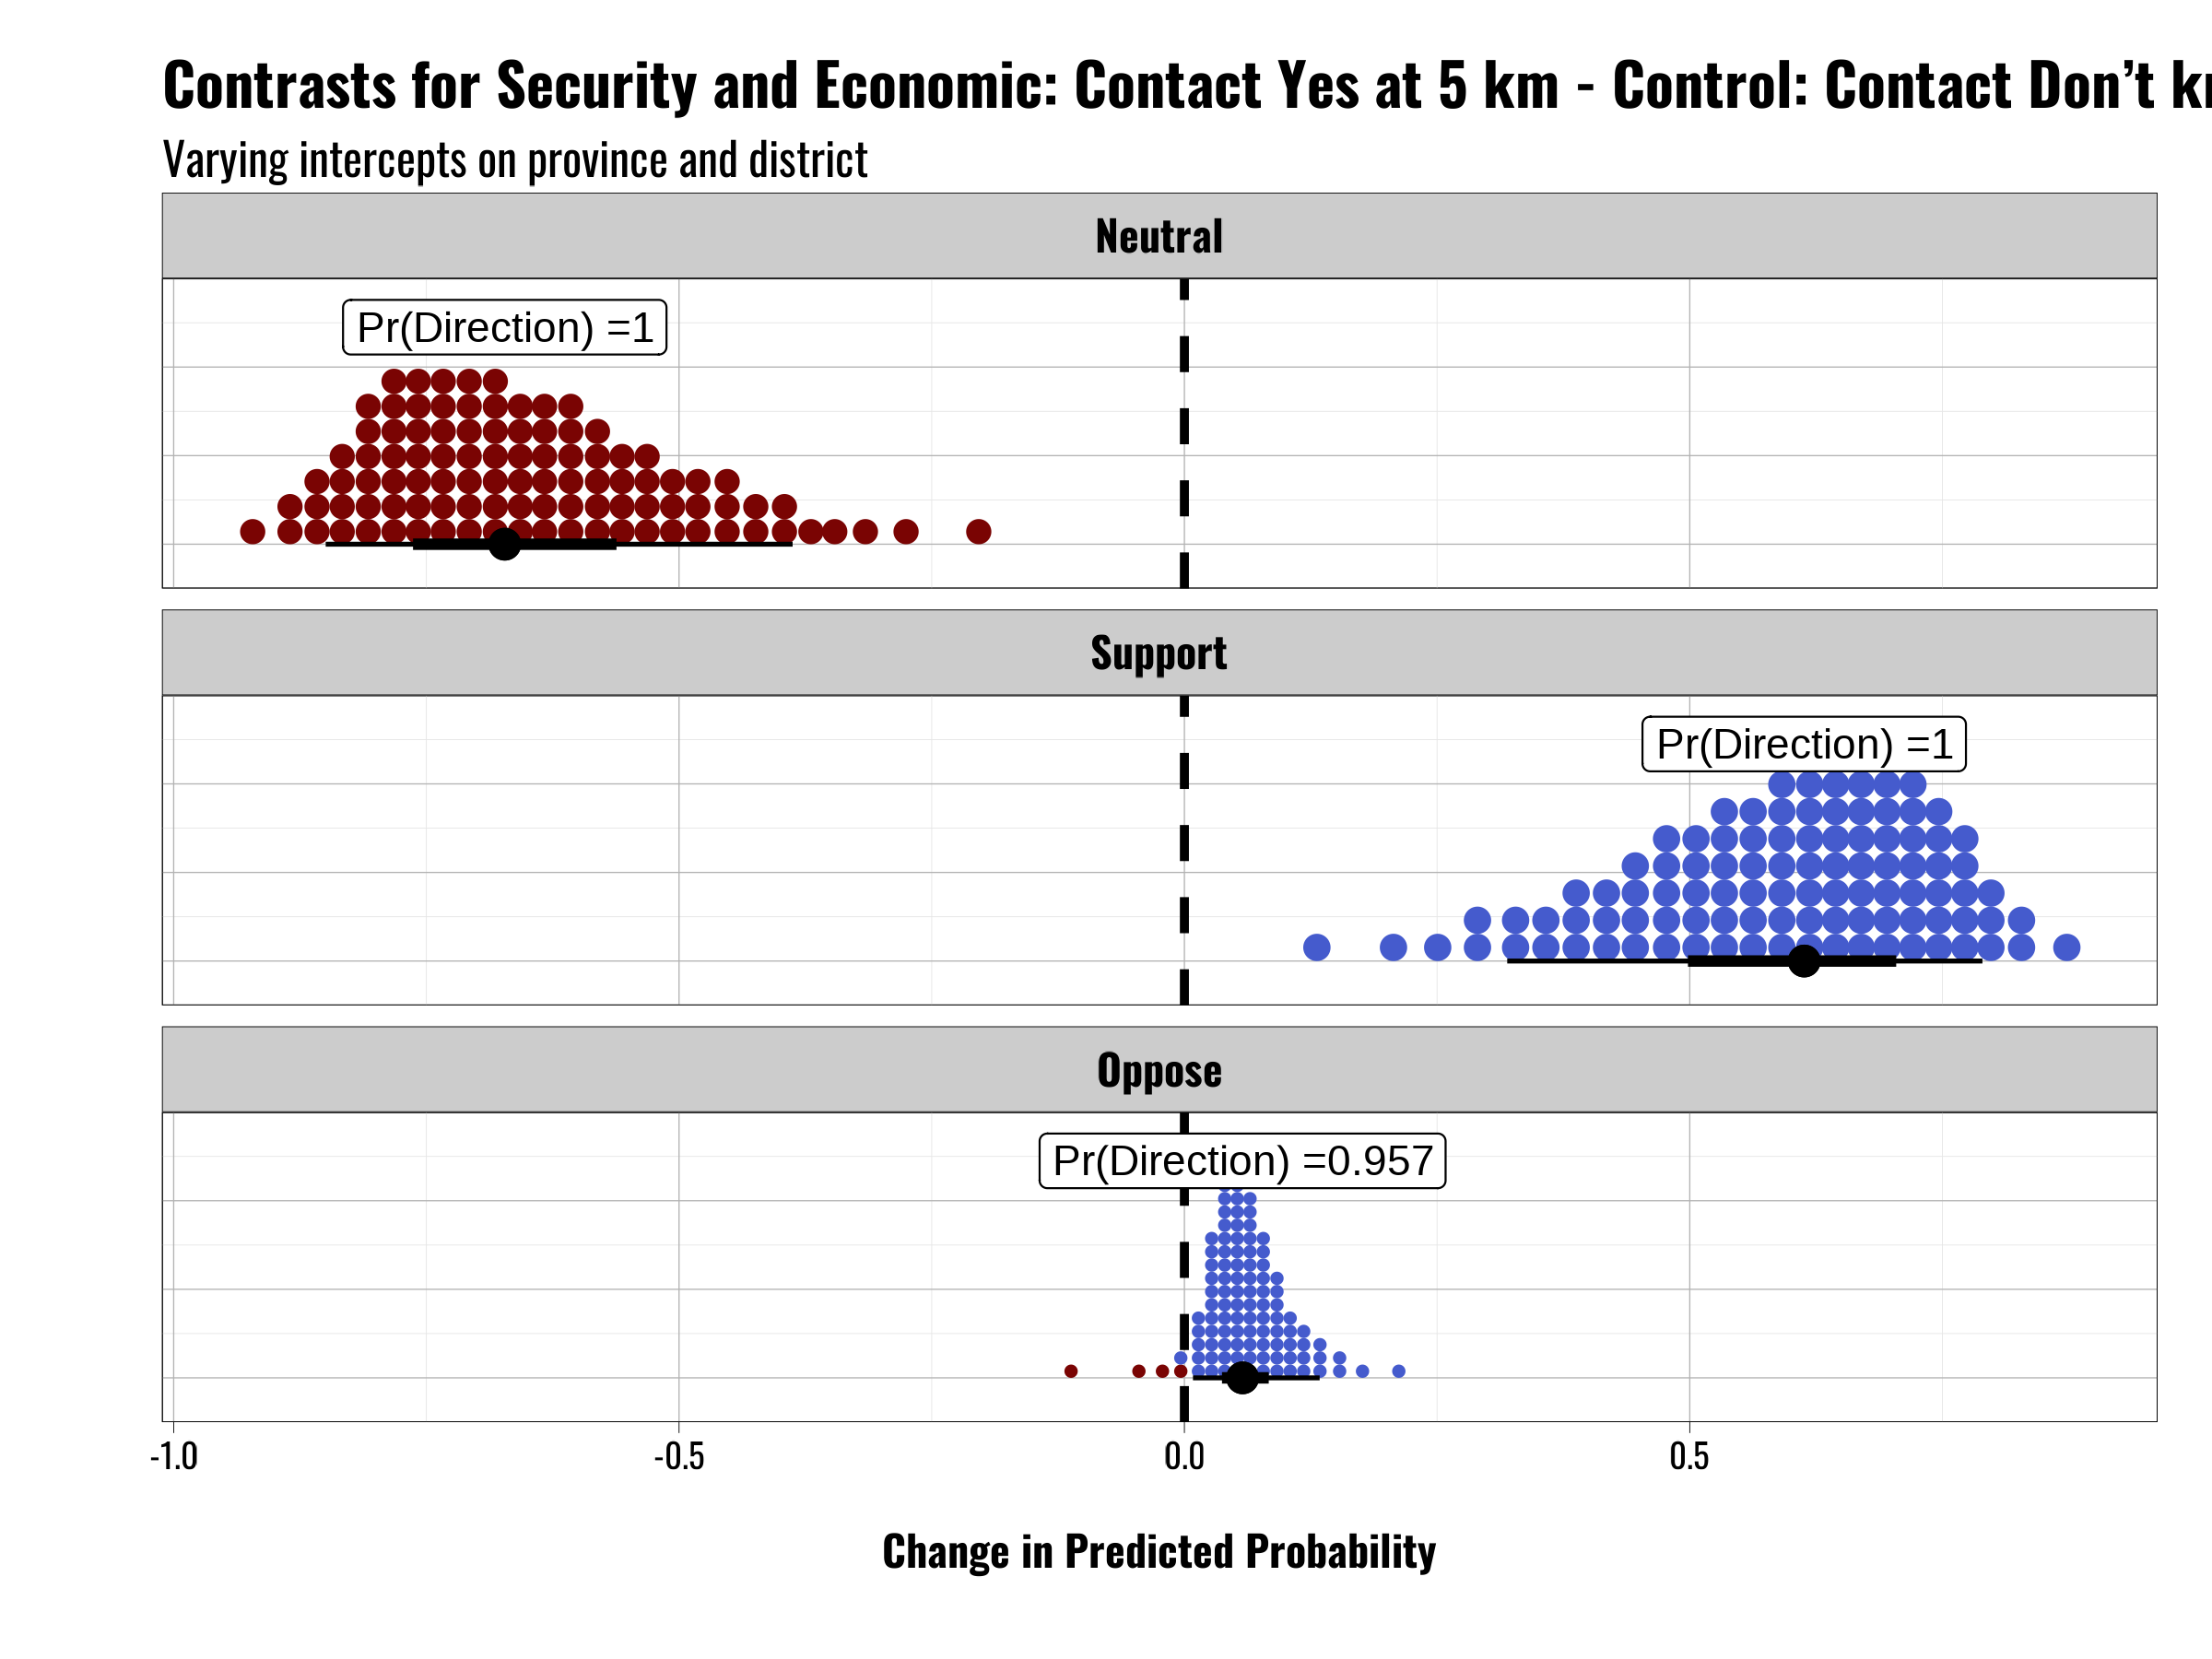 Contrasts for Security and Economic: Contact Yes at 5 km - Control: Contact Don’t
Varying intercepts on province and district
Neutral
Pr(Direction) =1
Support
Pr(Direction) =1
Oppose
Pr(Direction) =0.957
-1.0 -0.5 0.0 0.5
Change in Predicted Probability